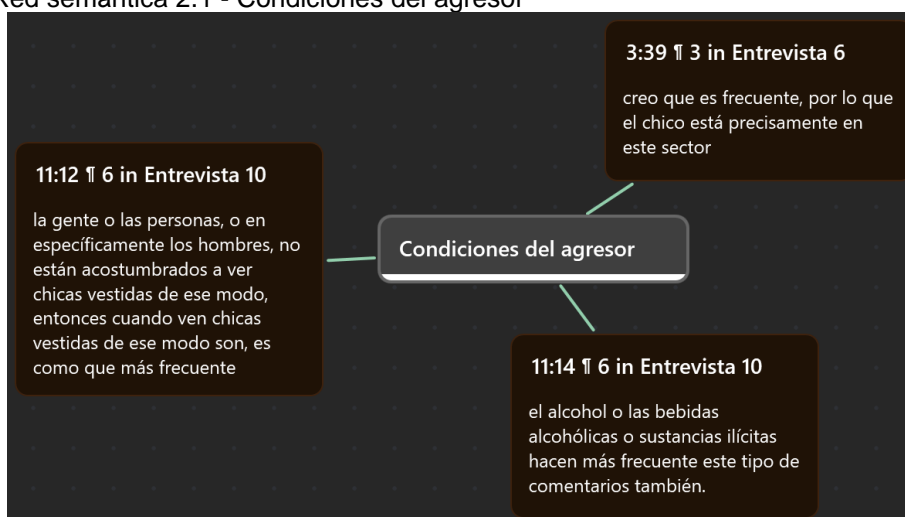 Red semántica 2.1 - Condiciones del agresor
3:39 ¶ 3 in Entrevista 6
creo que es frecuente, por lo que
el chico está precisamente en
este sector
11:12 ¶ 6 in Entrevista 10
la gente o las personas, o en
específicamente los hombres, no
están acostumbrados a ver
chicas vestidas de ese modo,
entonces cuando ven chicas
vestidas de ese modo son, es
como que más frecuente
Condiciones del agresor
11:14 ¶ 6 in Entrevista 10
el alcohol o las bebidas
alcohólicas o sustancias ilícitas
hacen más frecuente este tipo de
comentarios también.